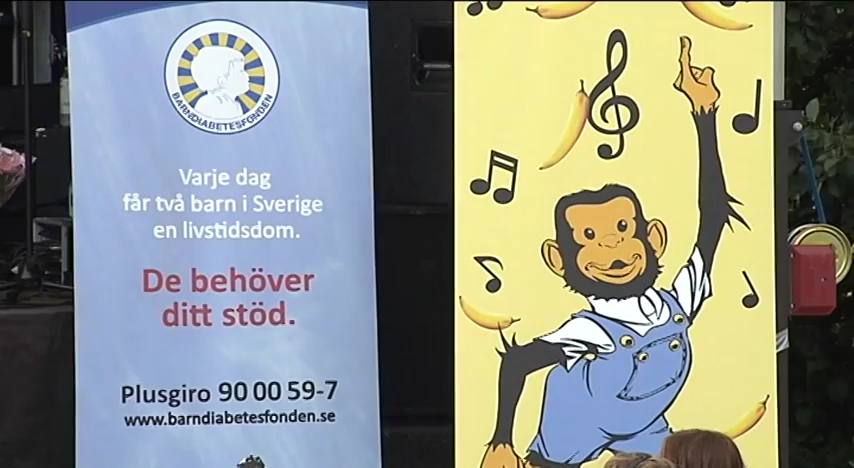 BARNDIABETESFONDEN
Varje dag
får två barn i Sverige
en livstidsdom.
De behöver
ditt stöd.
Plusgiro 90 00 59-7
www.barndiabetesfonden.se